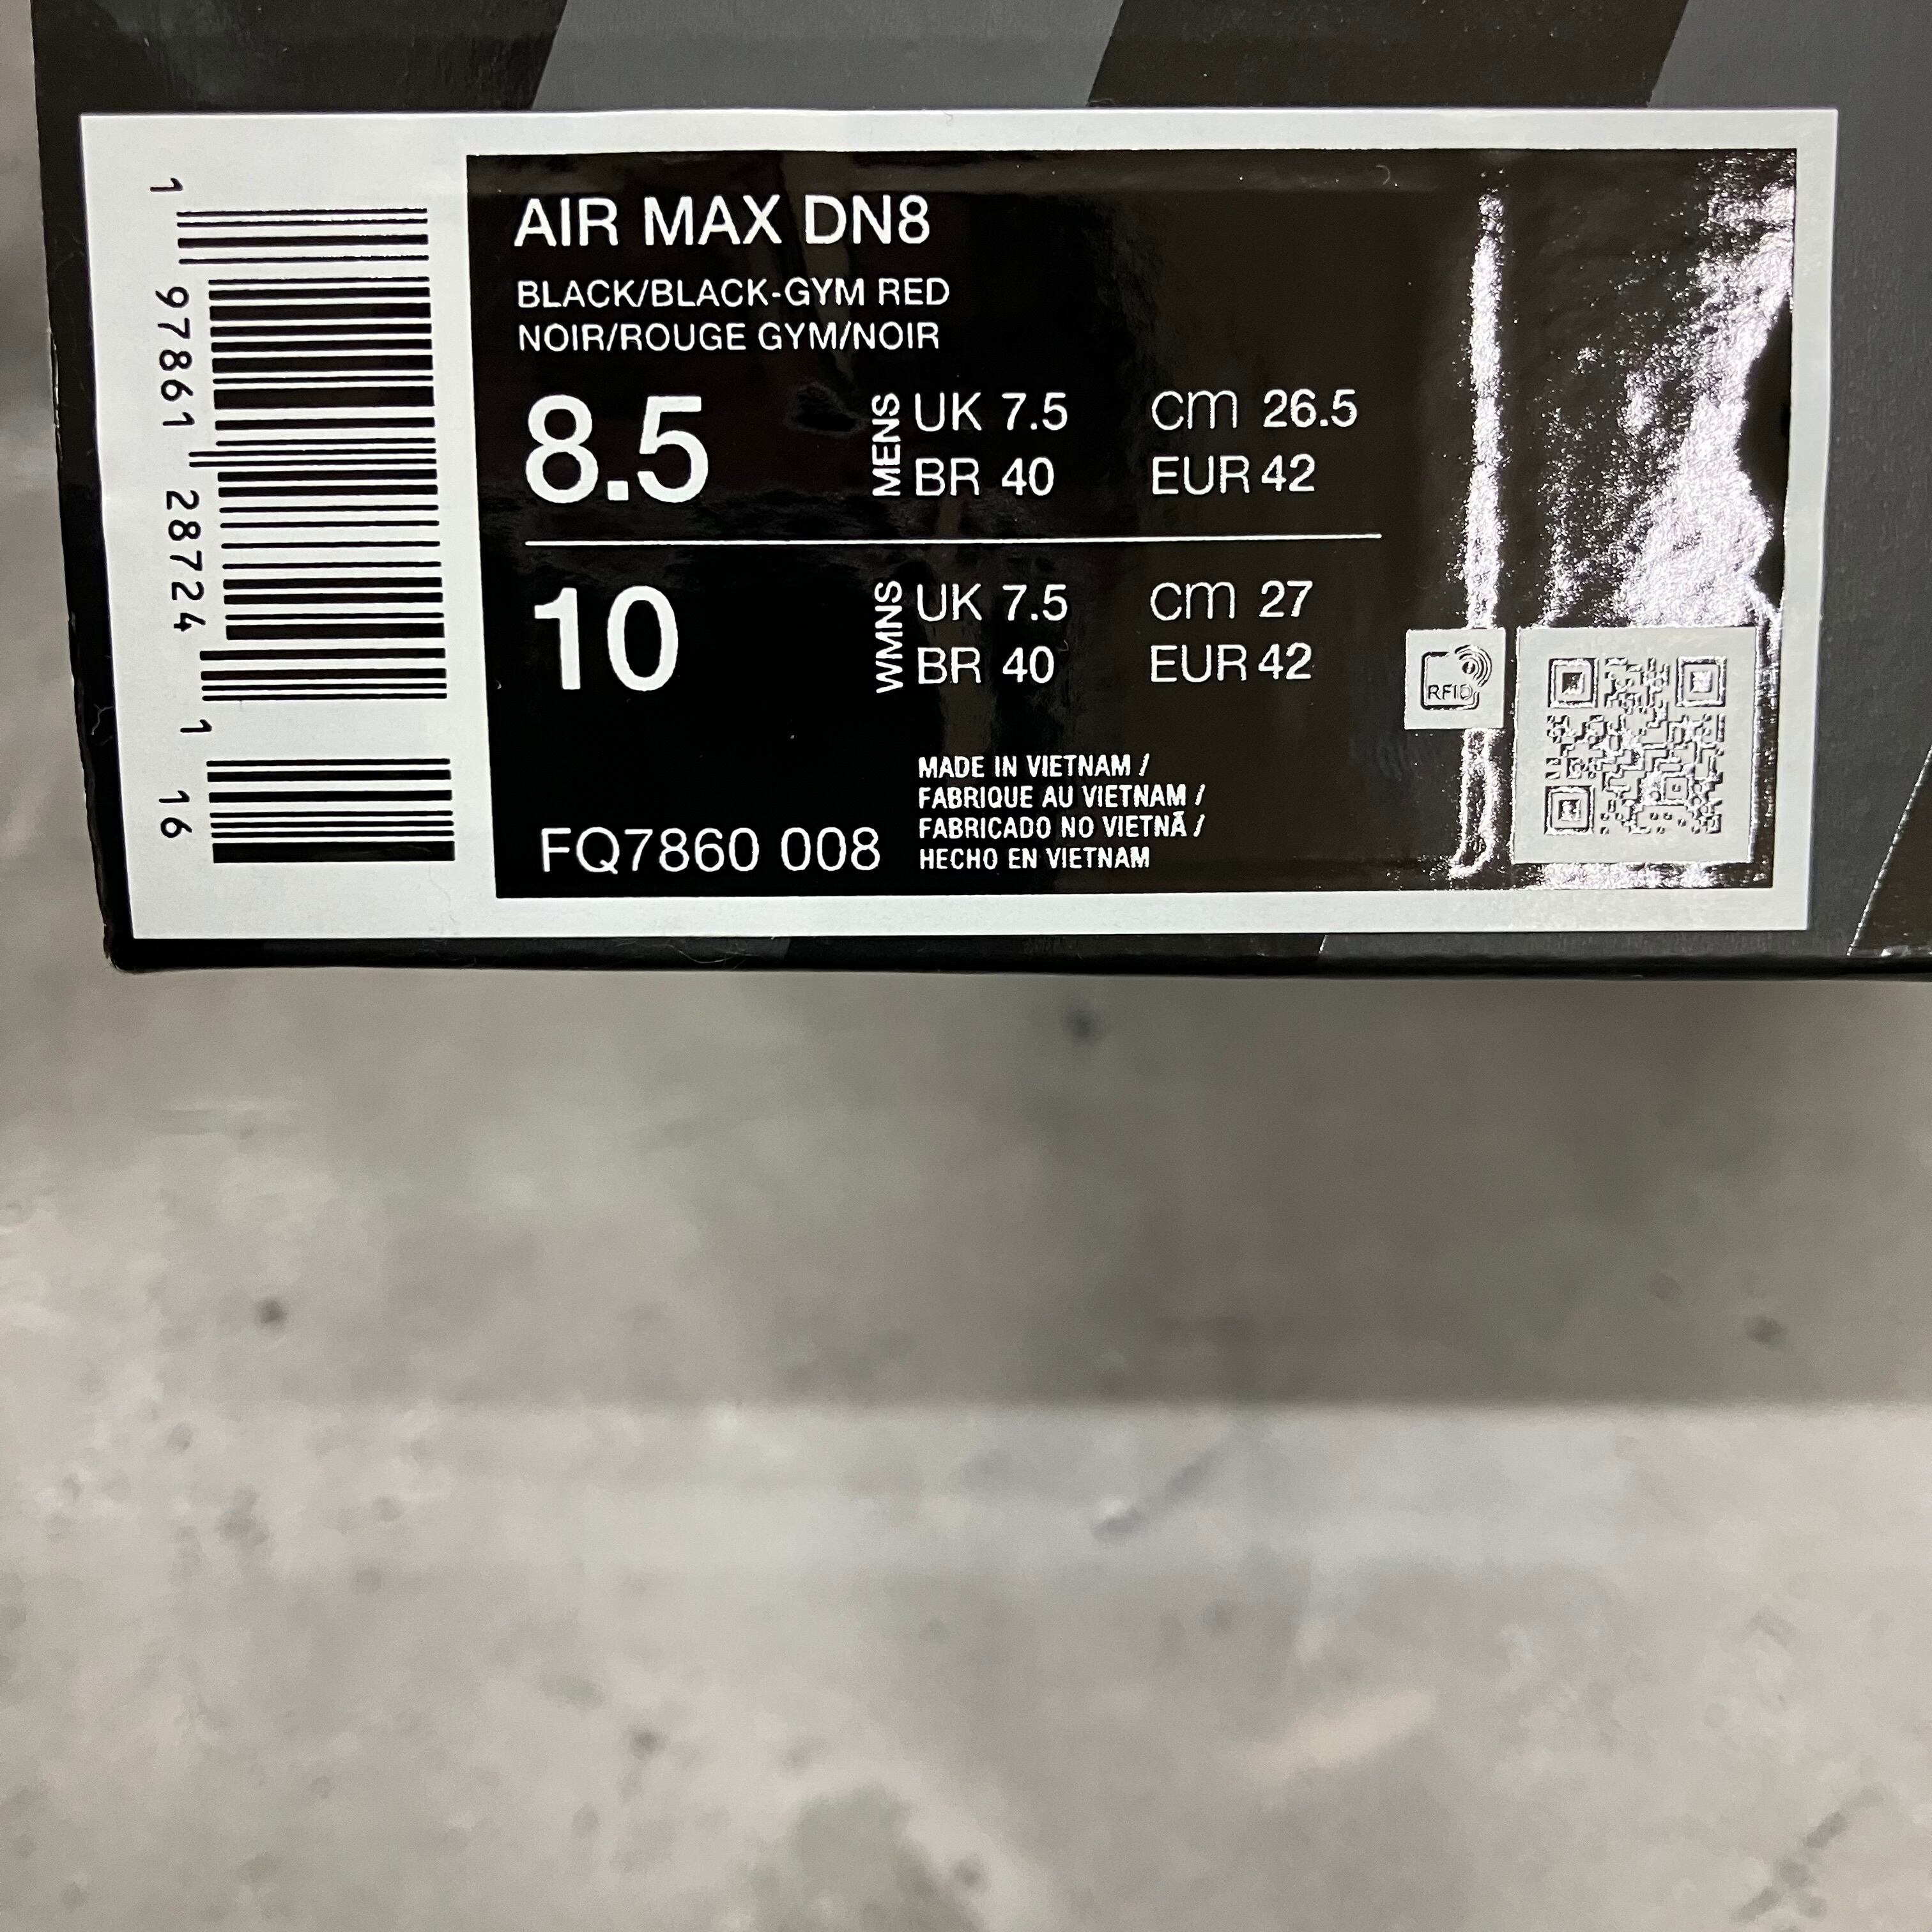 AIR MAX DN8
BLACK/BLACK-GYM RED
NOIR/ROUGE GYM/NOIR
8.5
MENS
UK 7.5 cm 26.5
BR 40 EUR 42
10
WMNS
UK 7.5 cm 27
BR 40 EUR 42
FQ7860 008
MADE IN VIETNAM /
FABRIQUE AU VIETNAM /
FABRICADO NO VIETNÃ /
HECHO EN VIETNAM
RFID
1 97861 28724 1 16